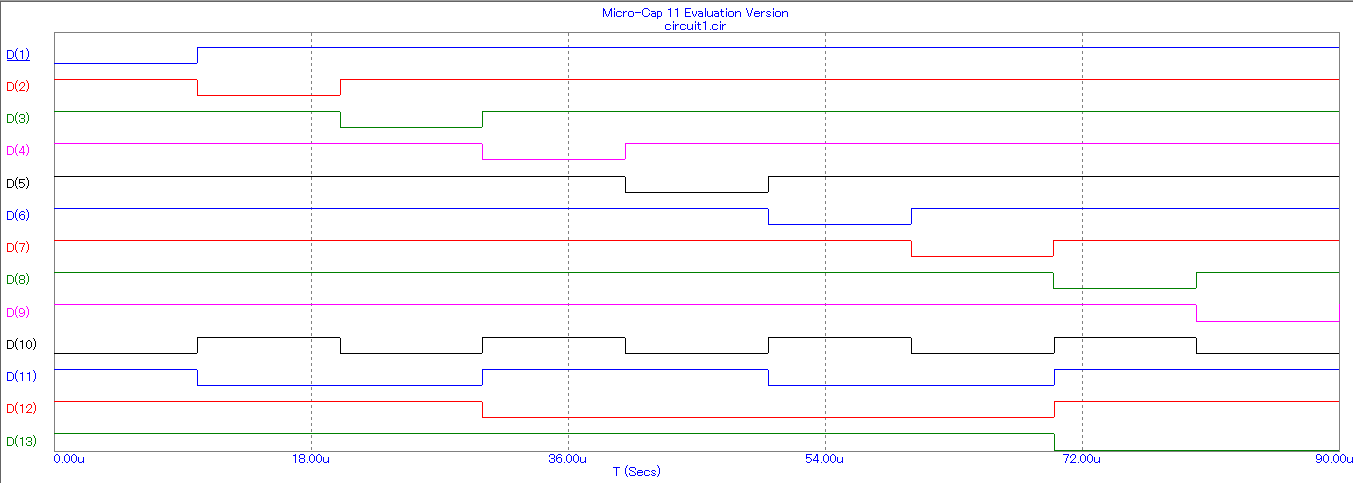 Micro-Cap 11 Evaluation Version
circuit1.cir
D(1)
D(2)
D(3)
D(4)
D(5)
D(6)
D(7)
D(8)
D(9)
D(10)
D(11)
D(12)
D(13)
0.00u 18.00u 36.00u 54.00u 72.00u 90.00u
T (Secs)